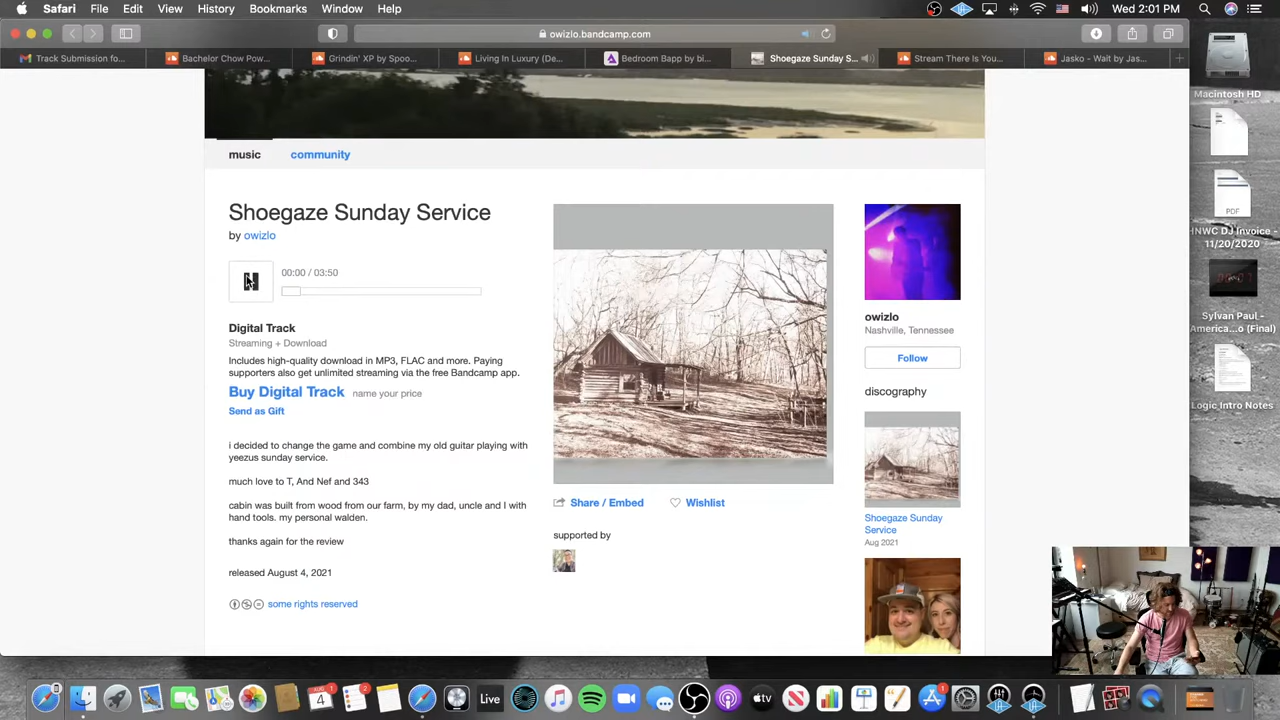 Safari File Edit View History Bookmarks Window Help Wed 2:01 PM
owizlo.bandcamp.com
Track Submission fo... Bachelor Chow Pow... Grindin' XP by Spoo... Living In Luxury (De... Bedroom Bapp by bi... Shoegaze Sunday S... Stream There Is You... Jasko - Wait by Jas...
Macintosh HD
music community
Shoegaze Sunday Service
by owizlo
00:00 / 03:50
Digital Track
Streaming + Download
Includes high-quality download in MP3, FLAC and more. Paying
supporters also get unlimited streaming via the free Bandcamp app.
Buy Digital Track name your price
Send as Gift
i decided to change the game and combine my old guitar playing with
yeezus sunday service.
much love to T, And Nef and 343
cabin was built from wood from our farm, by my dad, uncle and I with
hand tools. my personal walden.
thanks again for the review
released August 4, 2021
some rights reserved
Share / Embed Wishlist
supported by
owizlo
Nashville, Tennessee
Follow
discography
Shoegaze Sunday
Service
Aug 2021
PDF
HNWC DJ Invoice -
11/20/2020
Sylvan Paul -
America...o (Final)
Logic Intro Notes
AUG
4
1
2
Live
tv
1